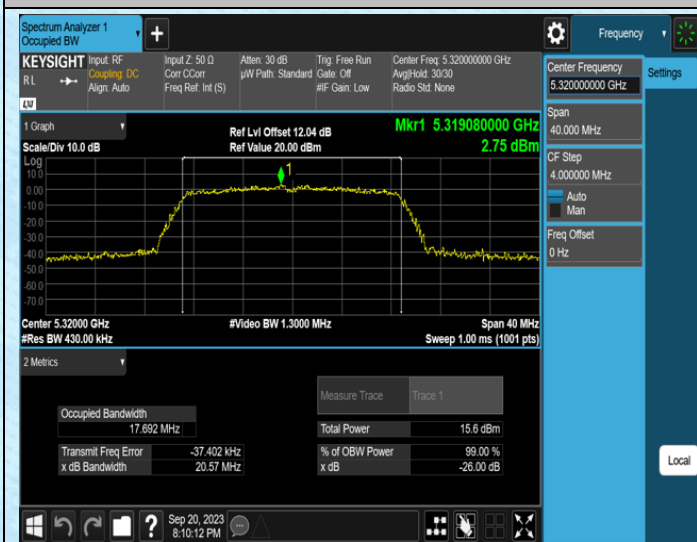 Spectrum Analyzer 1
Occupied BW
Frequency
KEYSIGHT
R L
LXI
Input: RF
Coupling: DC
Align: Auto
Input Z: 50 Ω
Corr CCorr
Freq Ref: Int (S)
Atten: 30 dB
µW Path: Standard
Trig: Free Run
Gate: Off
#IF Gain: Low
Center Freq: 5.320000000 GHz
Avg|Hold: 30/30
Radio Std: None
Center Frequency
5.320000000 GHz
Settings
Span
40.000 MHz
CF Step
4.000000 MHz
Auto
Man
Freq Offset
0 Hz
1 Graph
Scale/Div 10.0 dB
Ref Lvl Offset 12.04 dB
Ref Value 20.00 dBm
Mkr1 5.319080000 GHz
2.75 dBm
Log
10.0
0.00
-10.0
-20.0
-30.0
-40.0
-50.0
-60.0
-70.0
1
Center 5.32000 GHz
#Res BW 430.00 kHz
#Video BW 1.3000 MHz
Span 40 MHz
Sweep 1.00 ms (1001 pts)
2 Metrics
Measure Trace
Trace 1
Occupied Bandwidth
17.692 MHz
Total Power
15.6 dBm
Transmit Freq Error
-37.402 kHz
% of OBW Power
99.00 %
x dB Bandwidth
20.57 MHz
x dB
-26.00 dB
Local
?
Sep 20, 2023
8:10:12 PM